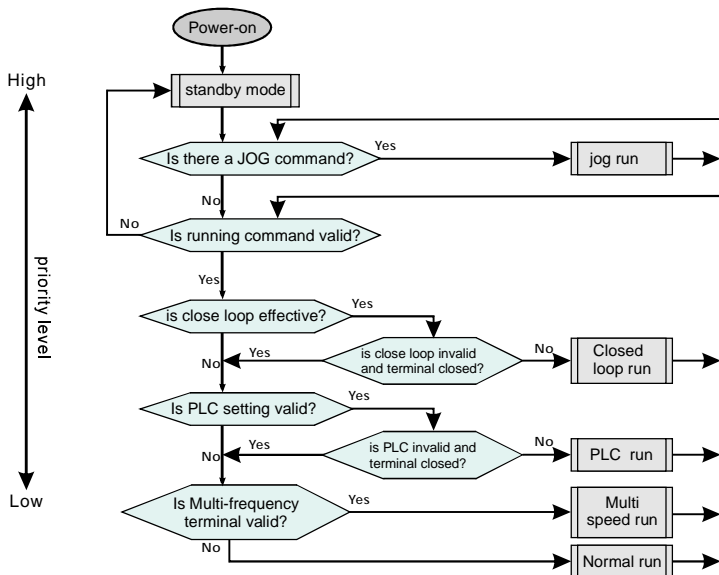 Power-on
High
standby mode
Is there a JOG command?
Yes
jog run
No
No
Is running command valid?
Yes
priority level
is close loop effective?
Yes
Yes
is close loop invalid
and terminal closed?
No
Closed
loop run
No
Is PLC setting valid?
Yes
Yes
is PLC invalid and
terminal closed?
No
PLC run
No
Low
Is Multi-frequency
terminal valid?
Yes
Multi
speed run
No
Normal run